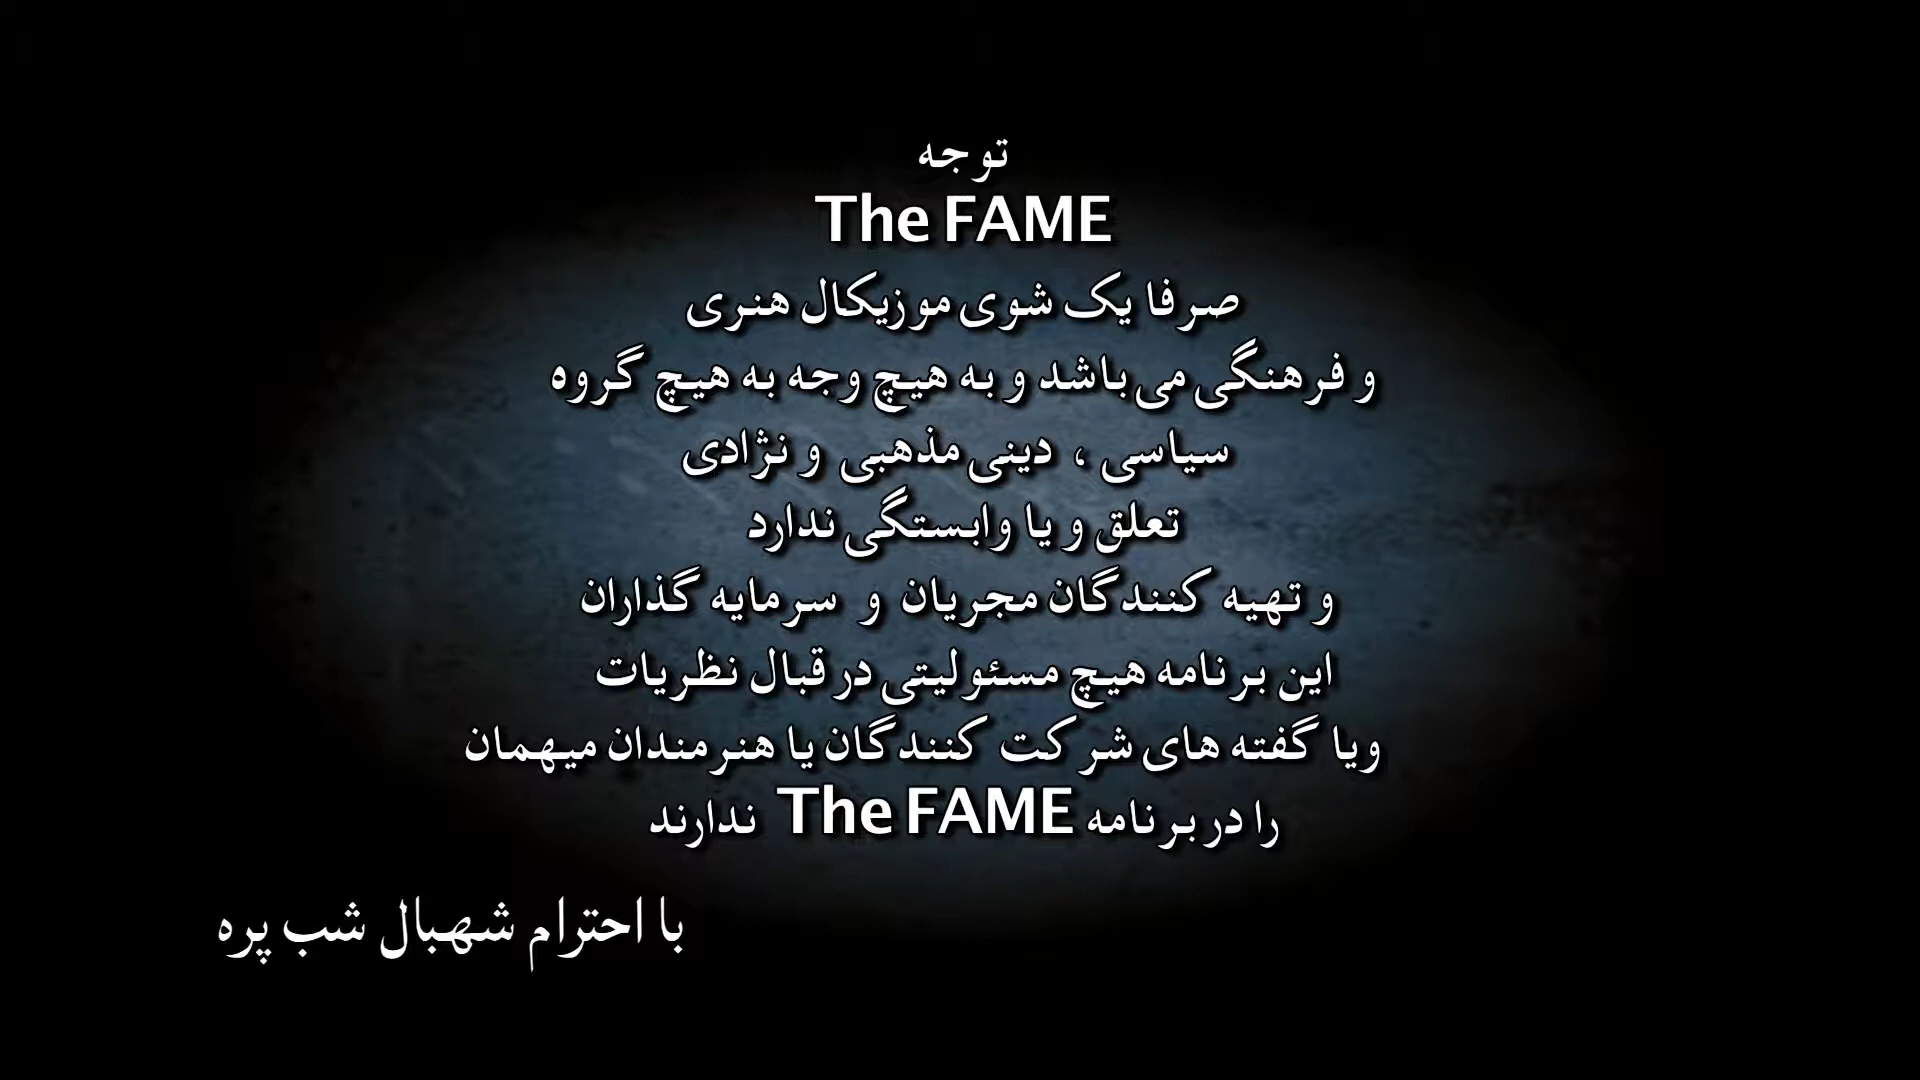 توجه
The FAME
صرفا یک شوی موزیکال هنری
و فرهنگی می باشد و به هیچ وجه به هیچ گروه
سیاسی ، دینی مذهبی و نژادی
تعلق و یا وابستگی ندارد
و تهیه کنندگان مجریان و سرمایه گذاران
این برنامه هیچ مسئولیتی در قبال نظریات
ویا گفته های شرکت کنندگان یا هنرمندان میهمان
را در برنامه The FAME ندارند
با احترام شهبال شب پره